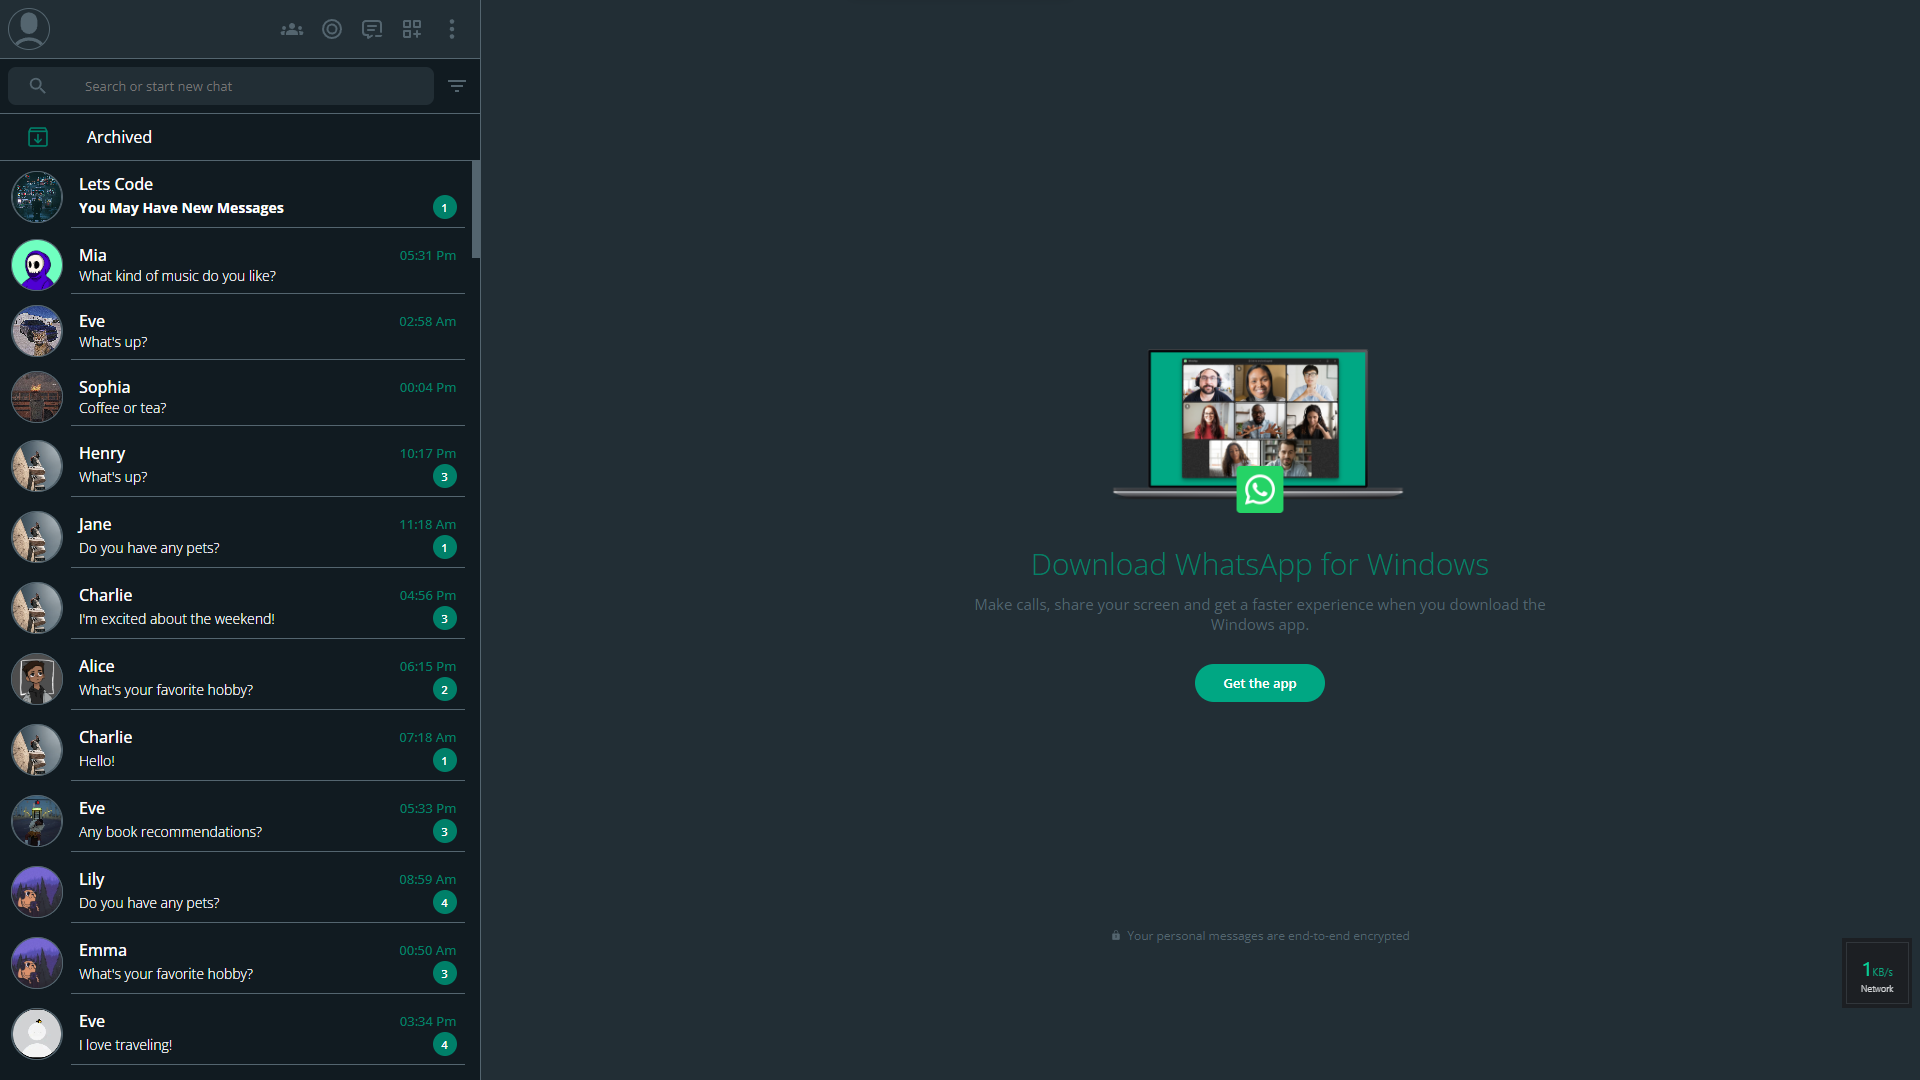 Search or start new chat
Archived
Lets Code
You May Have New Messages
1
Mia
05:31 Pm
What kind of music do you like?
Eve
02:58 Am
What's up?
Sophia
00:04 Pm
Coffee or tea?
Henry
10:17 Pm
What's up?
3
Jane
11:18 Am
Do you have any pets?
1
Charlie
04:56 Pm
I'm excited about the weekend!
3
Alice
06:15 Pm
What's your favorite hobby?
2
Charlie
07:18 Am
Hello!
1
Eve
05:33 Pm
Any book recommendations?
3
Lily
08:59 Am
Do you have any pets?
4
Emma
00:50 Am
What's your favorite hobby?
3
Eve
03:34 Pm
I love traveling!
4
Download WhatsApp for Windows
Make calls, share your screen and get a faster experience when you download the
Windows app.
Get the app
Your personal messages are end-to-end encrypted
1KB/s
Network